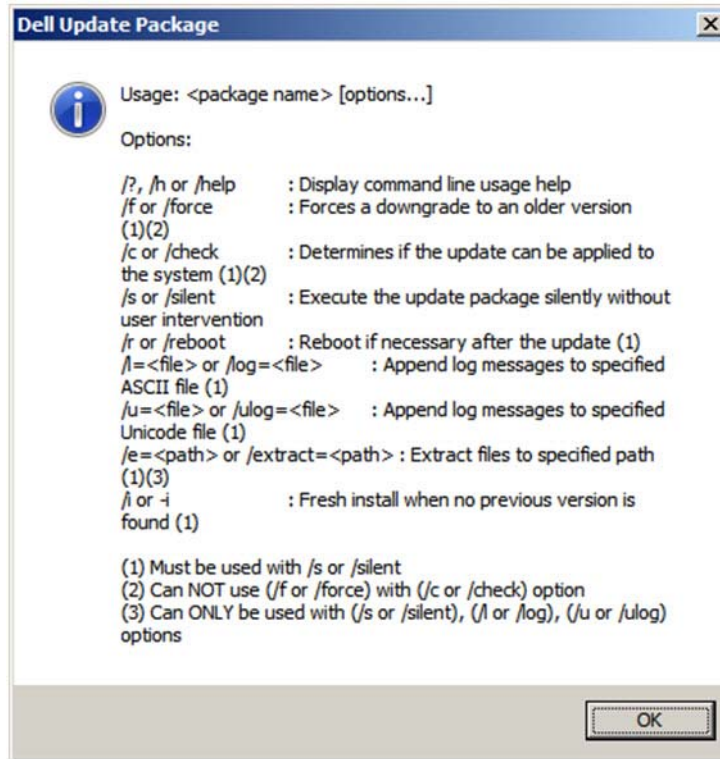 Dell Update Package
Usage: <package name> [options...]
Options:
/?, /h or /help : Display command line usage help
/f or /force : Forces a downgrade to an older version
(1)(2)
/c or /check : Determines if the update can be applied to
the system (1)(2)
/s or /silent : Execute the update package silently without
user intervention
/r or /reboot : Reboot if necessary after the update (1)
/l=<file> or /log=<file> : Append log messages to specified
ASCII file (1)
/u=<file> or /ulog=<file> : Append log messages to specified
Unicode file (1)
/e=<path> or /extract=<path> : Extract files to specified path
(1)(3)
/i or -i : Fresh install when no previous version is
found (1)
(1) Must be used with /s or /silent
(2) Can NOT use (/f or /force) with (/c or /check) option
(3) Can ONLY be used with (/s or /silent), (/l or /log), (/u or /ulog)
options
OK